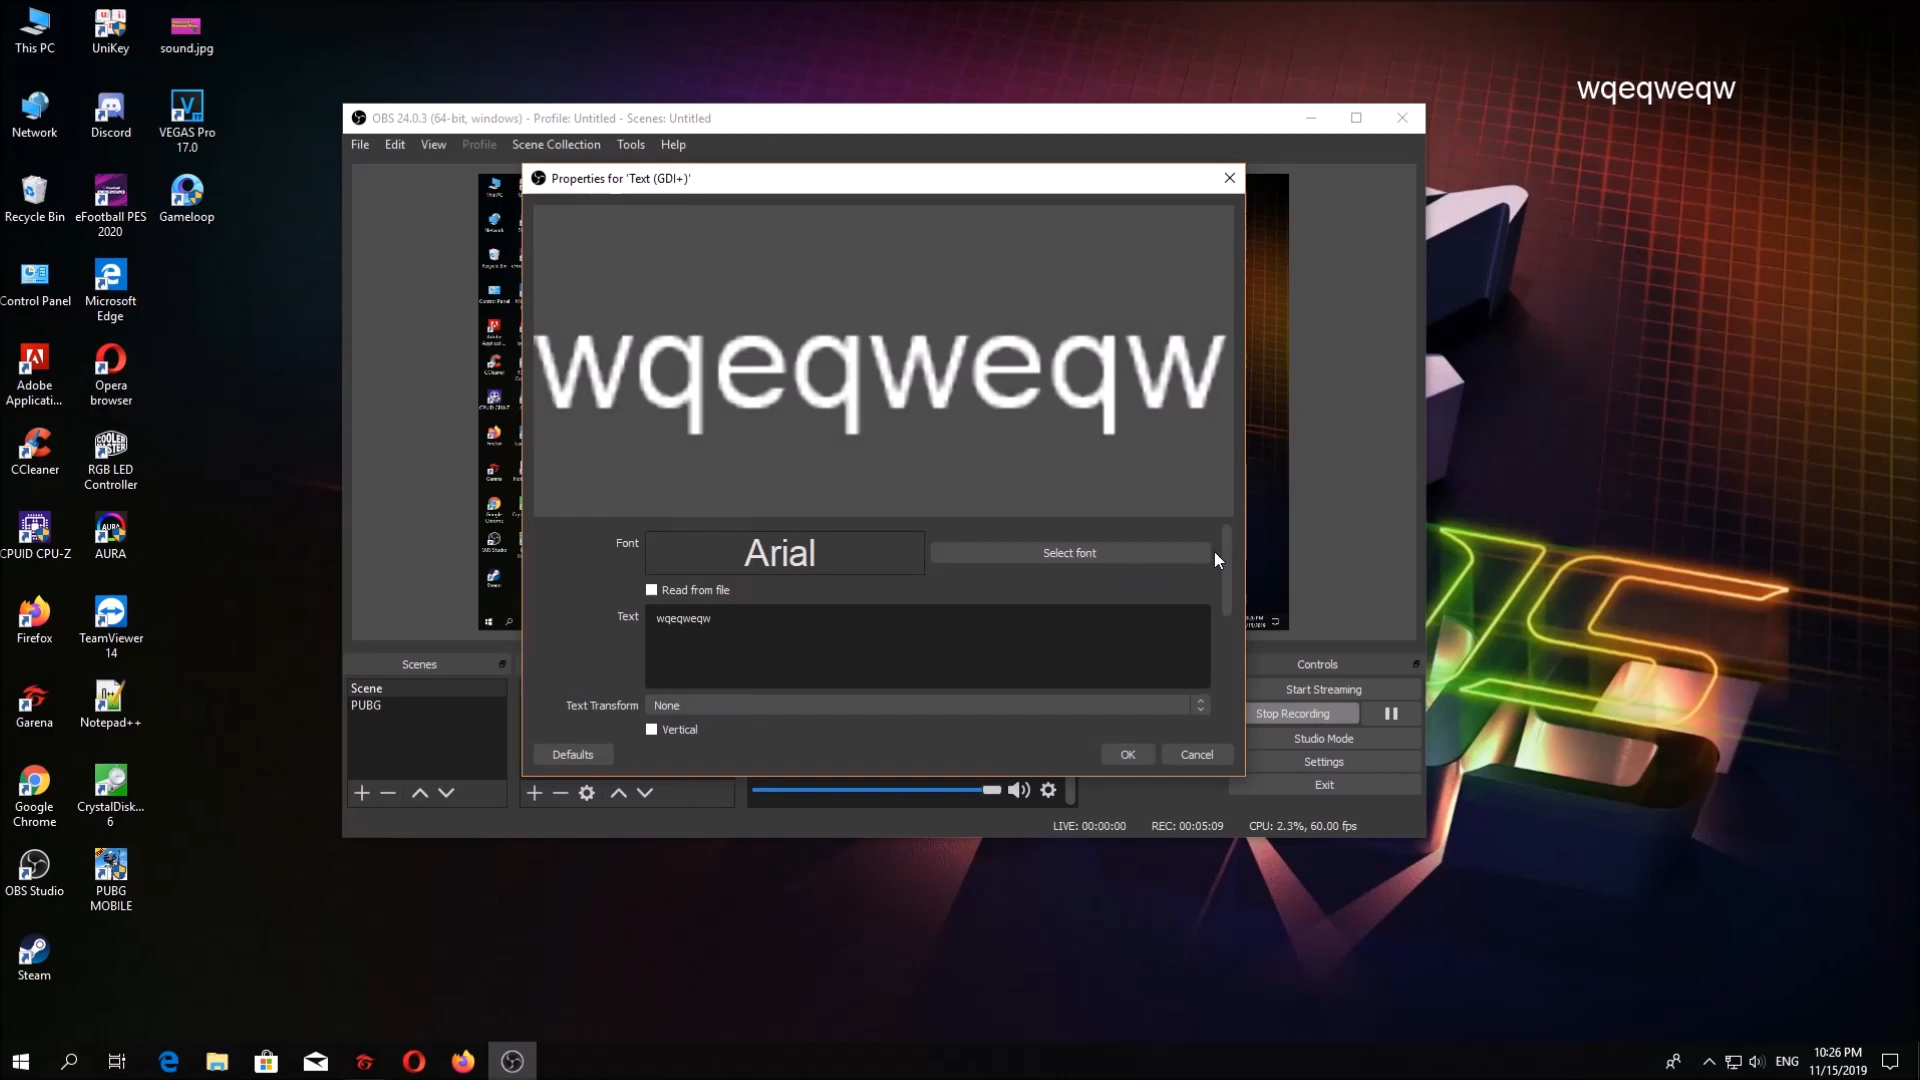 This PC
UniKey
sound.jpg
wqeqweqw
Network
Discord
VEGAS Pro
17.0
Recycle Bin
eFootball PES
2020
Gameloop
Control Panel
Microsoft
Edge
Adobe
Applicati...
Opera
browser
CCleaner
COOLER
MASTER
RGB LED
Controller
CPUID CPU-Z
AURA
Firefox
TeamViewer
14
Garena
Notepad++
Google
Chrome
CrystalDisk...
6
OBS Studio
PUBG
MOBILE
Steam
OBS 24.0.3 (64-bit, windows) - Profile: Untitled - Scenes: Untitled
File Edit View Profile Scene Collection Tools Help
Properties for 'Text (GDI+)'
wqeqweqw
Font
Arial
Select font
Read from file
Text
wqeqweqw
Text Transform
None
Vertical
Defaults
OK
Cancel
Scenes
Scene
PUBG
Controls
Start Streaming
Stop Recording
Studio Mode
Settings
Exit
LIVE: 00:00:00
REC: 00:05:09
CPU: 2.3%, 60.00 fps
ENG
10:26 PM
11/15/2019